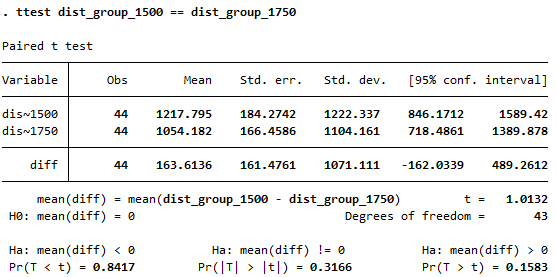 . ttest dist_group_1500 == dist_group_1750
Paired t test
Variable | Obs Mean Std. err. Std. dev. [95% conf. interval]
dis~1500 | 44 1217.795 184.2742 1222.337 846.1712 1589.42
dis~1750 | 44 1054.182 166.4586 1104.161 718.4861 1389.878
diff | 44 163.6136 161.4761 1071.111 -162.0339 489.2612
mean(diff) = mean(dist_group_1500 - dist_group_1750) t = 1.0132
H0: mean(diff) = 0 Degrees of freedom = 43
Ha: mean(diff) < 0 Ha: mean(diff) != 0 Ha: mean(diff) > 0
Pr(T < t) = 0.8417 Pr(|T| > |t|) = 0.3166 Pr(T > t) = 0.1583